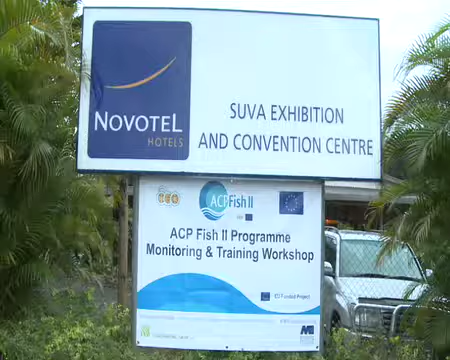 NOVOTEL
HOTELS
SUVA EXHIBITION
AND CONVENTION CENTRE
ACP Fish II
ACP Fish II Programme
Monitoring & Training Workshop
EU Funded Project